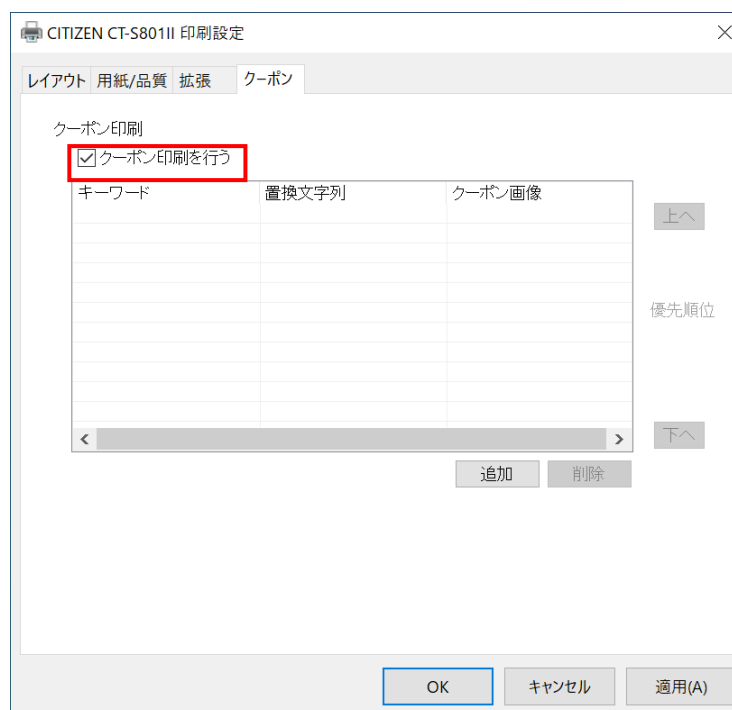 CITIZEN CT-S801II 印刷設定
レイアウト 用紙/品質 拡張 クーポン
クーポン印刷
クーポン印刷を行う
キーワード 置換文字列 クーポン画像
上へ
優先順位
下へ
追加 削除
OK キャンセル 適用(A)